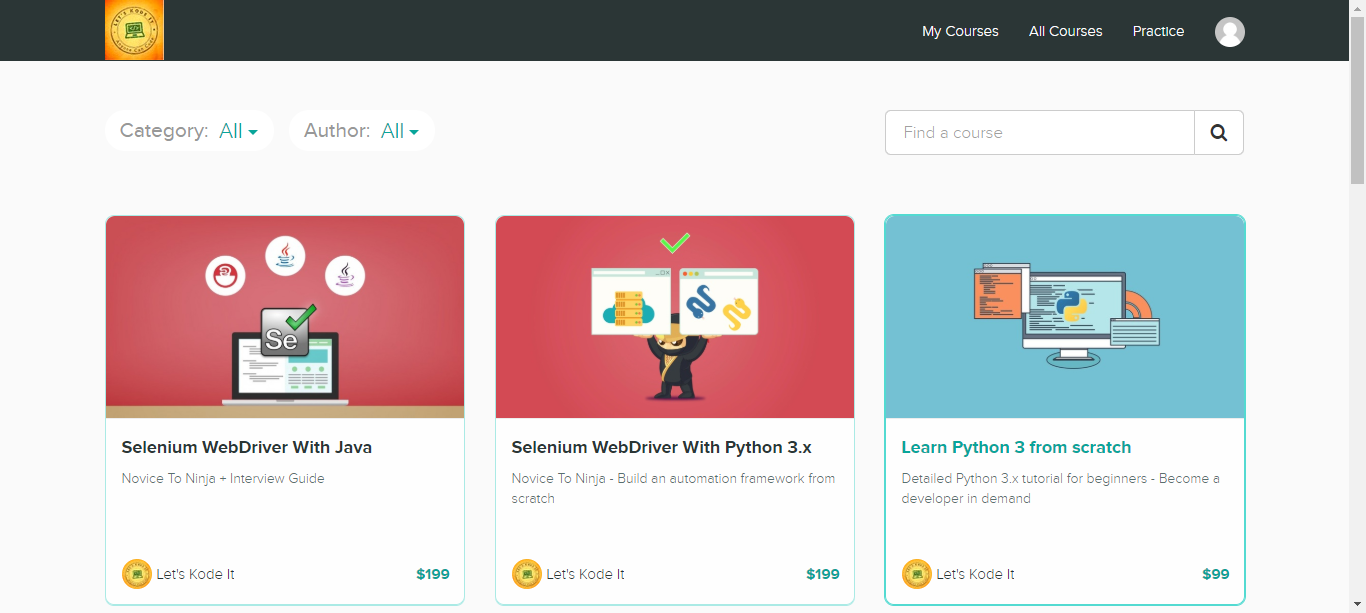 LET'S KODE IT
My Courses All Courses Practice
Category: All Author: All
Find a course
Se
Selenium WebDriver With Java
Novice To Ninja + Interview Guide
Let's Kode It $199
Selenium WebDriver With Python 3.x
Novice To Ninja - Build an automation framework from
scratch
Let's Kode It $199
Learn Python 3 from scratch
Detailed Python 3.x tutorial for beginners - Become a
developer in demand
Let's Kode It $99